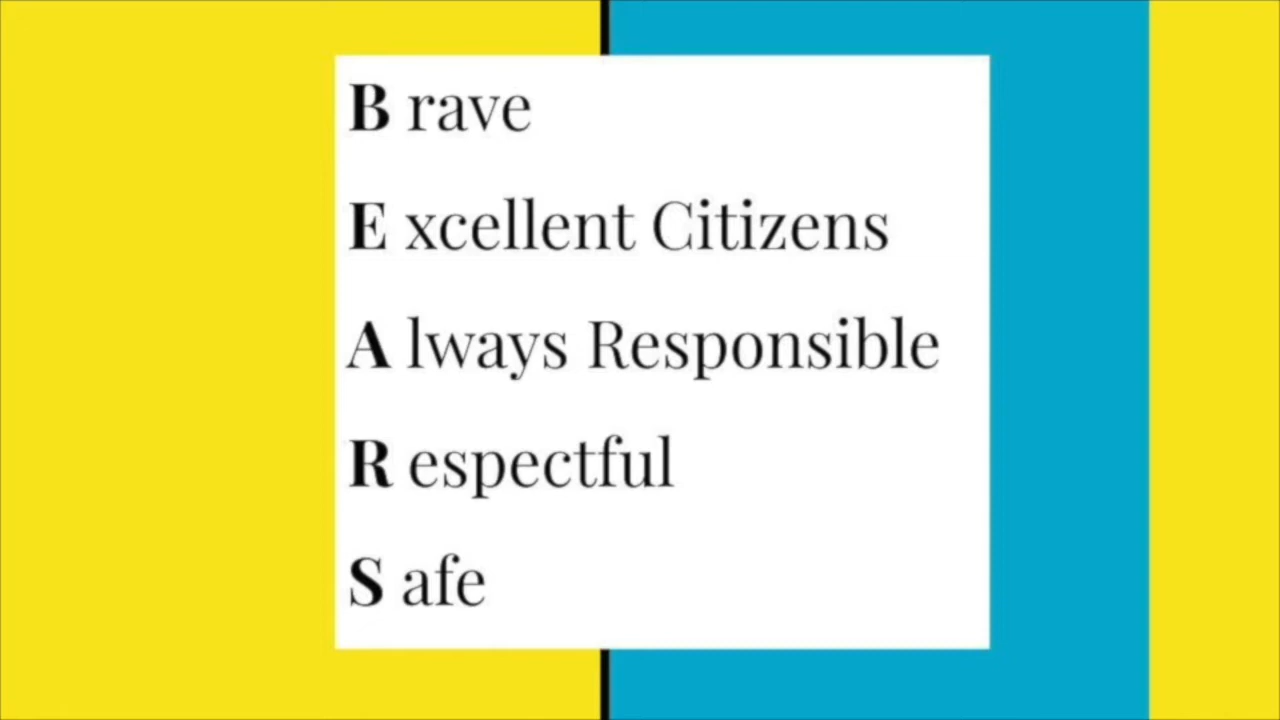 B rave
E xcellent Citizens
A lways Responsible
R espectful
S afe